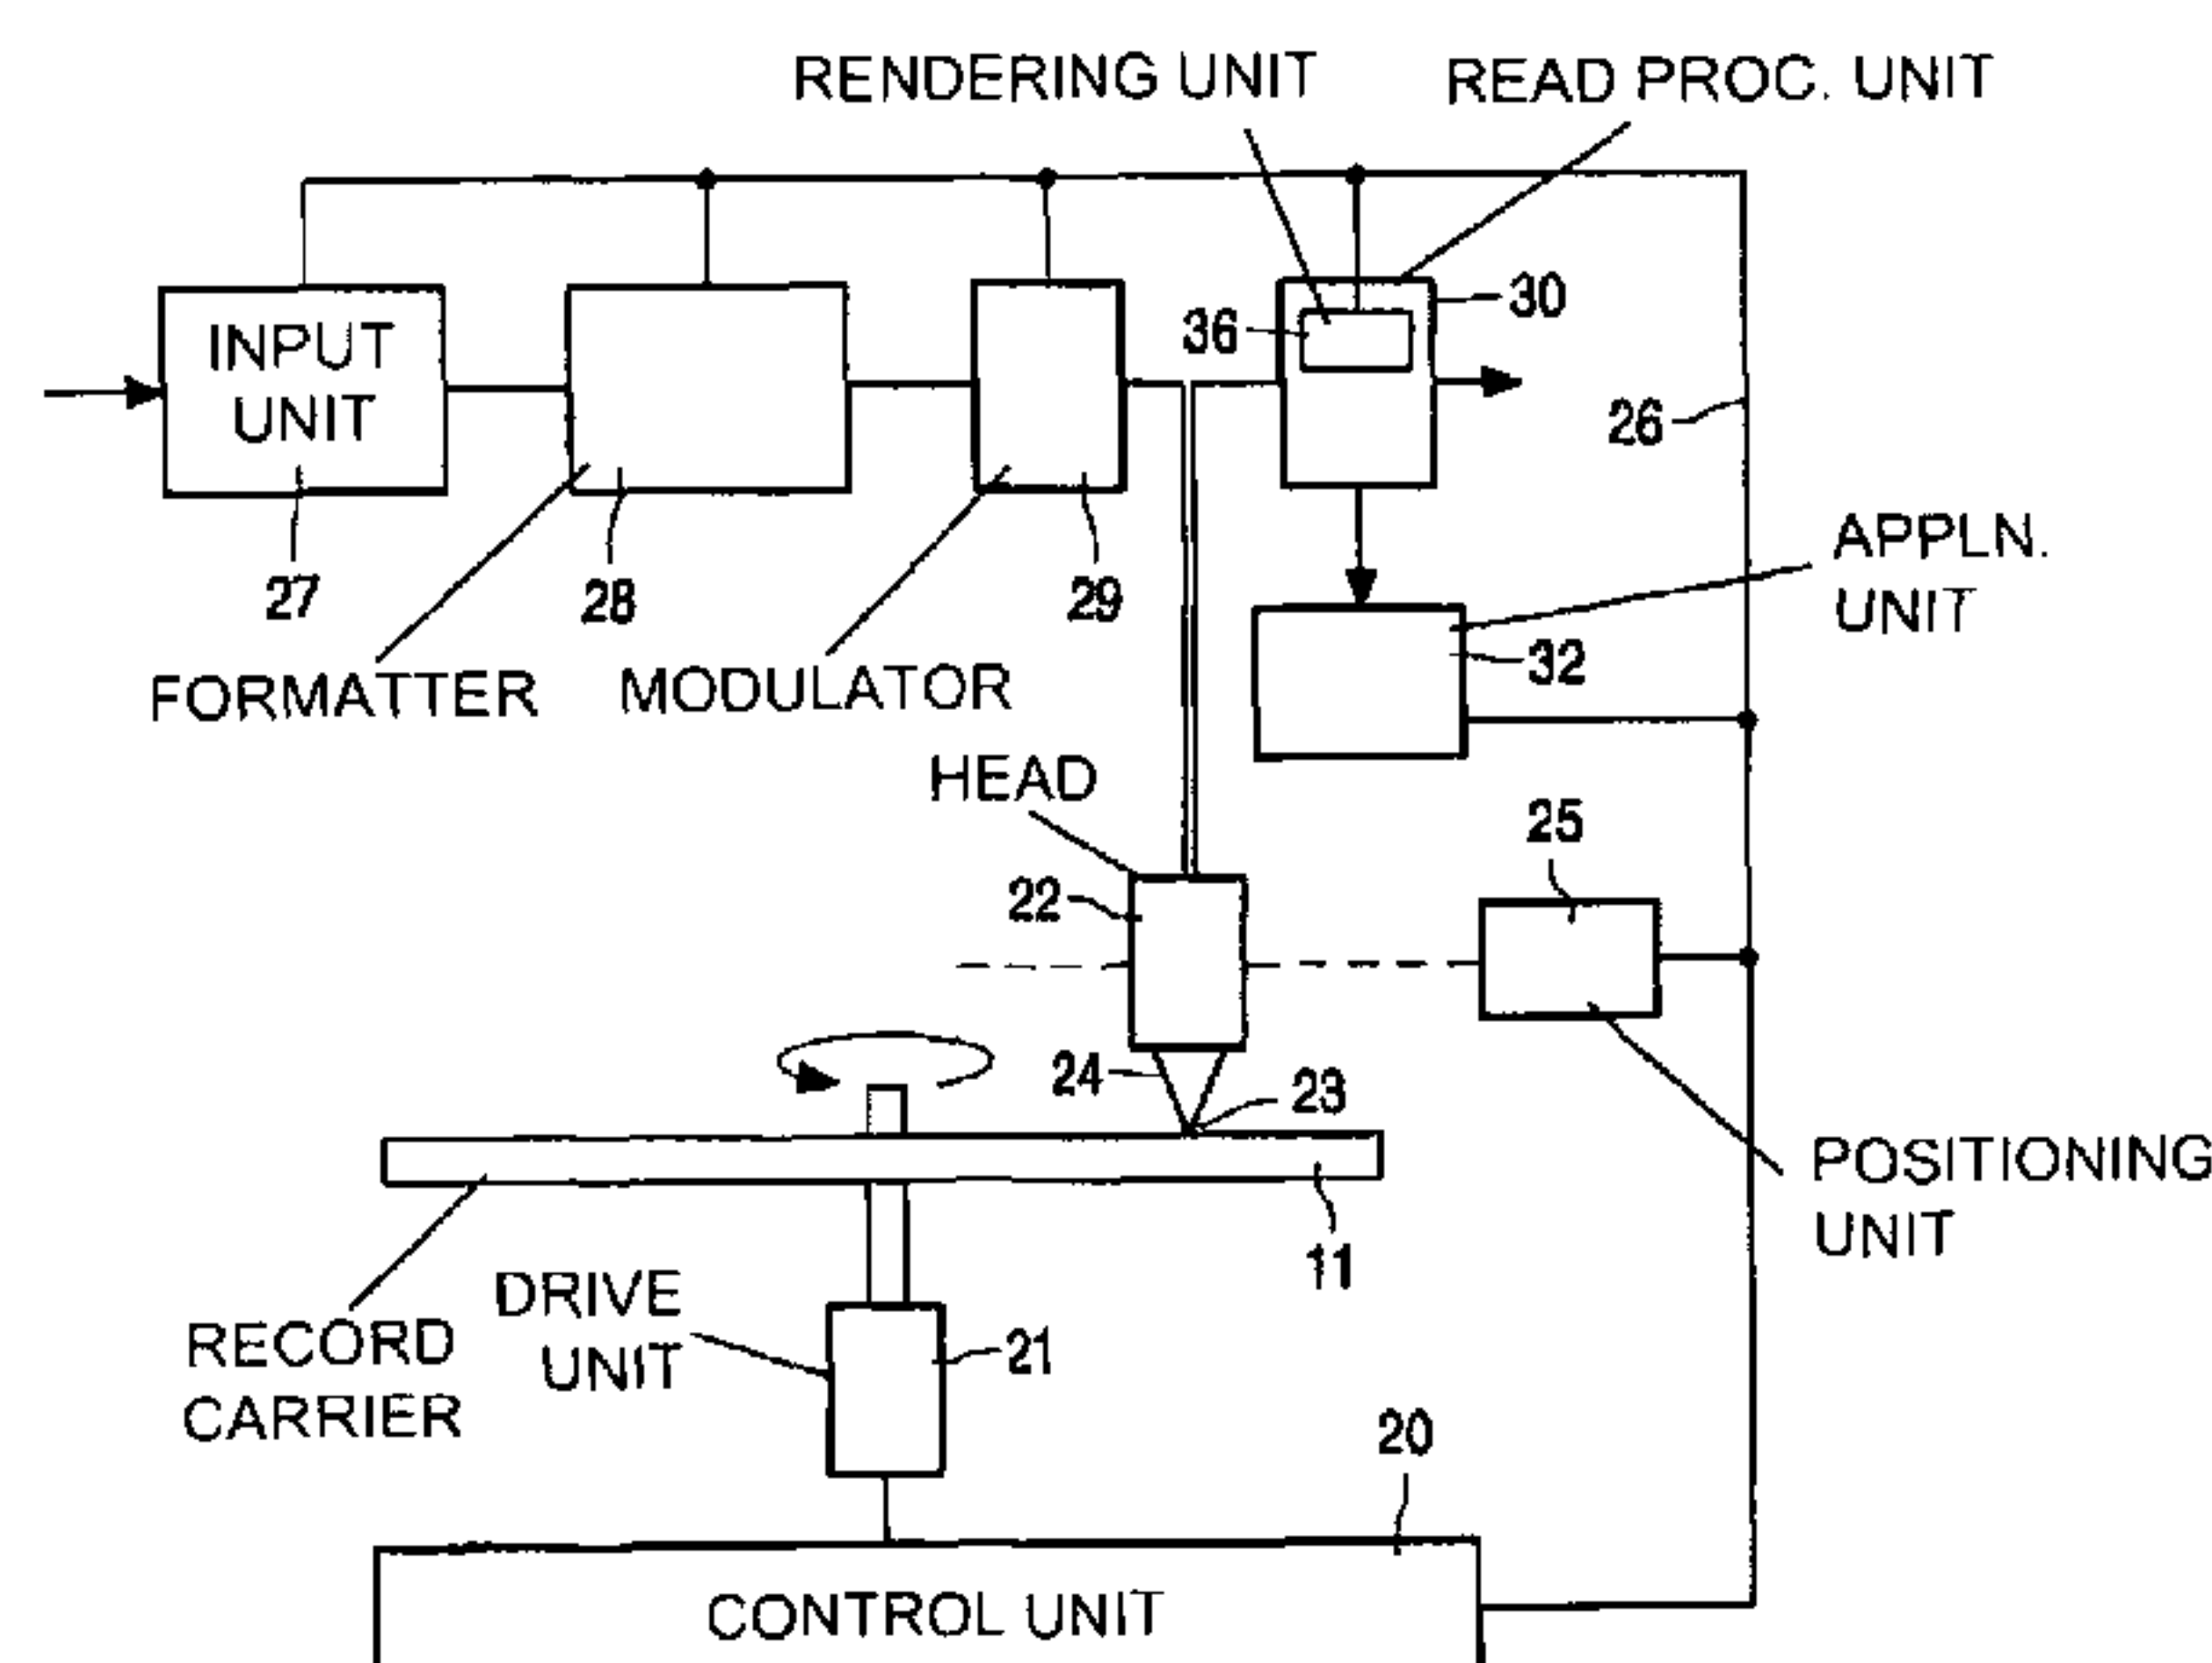 RENDERING UNIT
READ PROC. UNIT
INPUT
UNIT
36
30
26
27
28
29
APPLN.
UNIT
32
FORMATTER
MODULATOR
HEAD
25
22
24
23
POSITIONING
UNIT
11
RECORD
CARRIER
DRIVE
UNIT
21
20
CONTROL UNIT